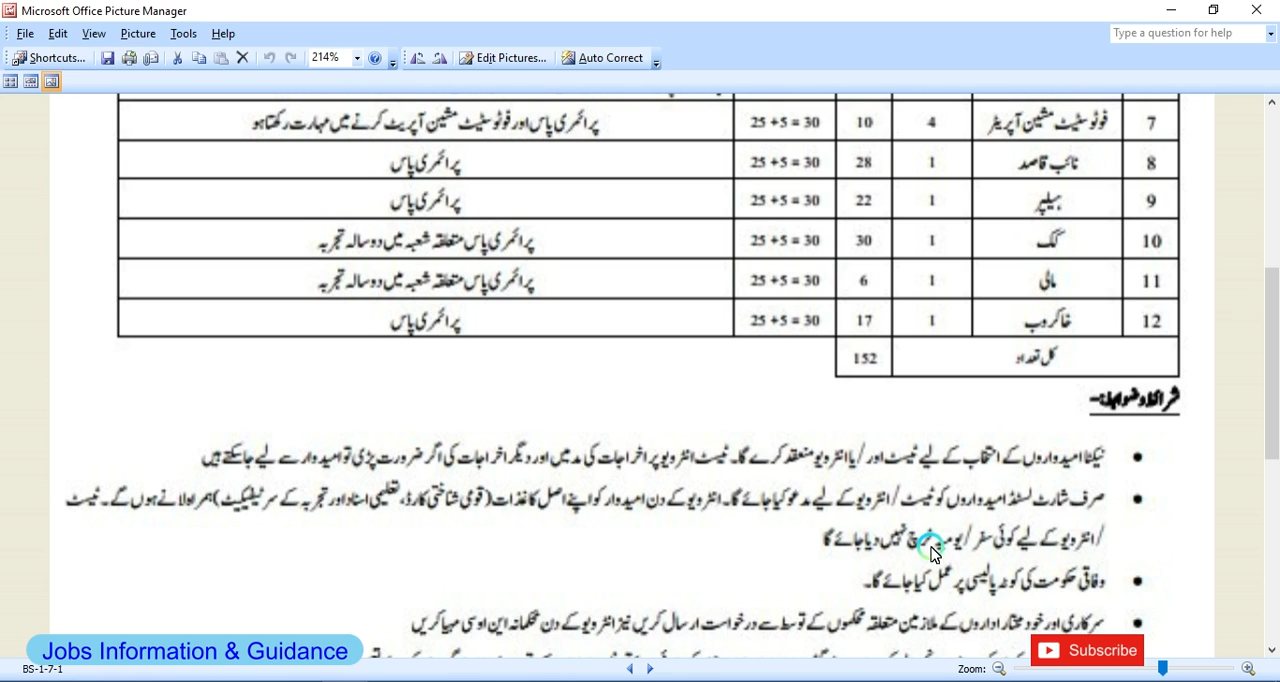 Microsoft Office Picture Manager
File Edit View Picture Tools Help
Type a question for help
Shortcuts... 214% Edit Pictures... Auto Correct
7 فوٹوسٹیٹ مشین آپریٹر 4 10 25 +5 = 30 پرائمری پاس اور فوٹوسٹیٹ مشین آپریٹ کرنے میں مہارت رکھتا ہو
8 نائب قاصد 1 28 25 +5 = 30 پرائمری پاس
9 ہیلپر 1 22 25 +5 = 30 پرائمری پاس
10 کک 1 30 25 +5 = 30 پرائمری پاس متعلقہ شعبہ میں دو سالہ تجربہ
11 مالی 1 6 25 +5 = 30 پرائمری پاس متعلقہ شعبہ میں دو سالہ تجربہ
12 خاکروب 1 17 25 +5 = 30 پرائمری پاس
کل تعداد 152
شرائط و ضوابط:-
• نیکٹا امیدواروں کے انتخاب کے لیے ٹیسٹ اور /یا انٹرویو منعقد کرے گا۔ ٹیسٹ انٹرویو پر اخراجات کی مد میں اور دیگر اخراجات کی اگر ضرورت پڑی تو امیدوار سے لیے جاسکتے ہیں
• صرف شارٹ لسٹڈ امیدواروں کو ٹیسٹ / انٹرویو کے لیے مدعو کیا جائے گا۔ انٹرویو کے دن امیدوار کو اپنے اصل کاغذات (قومی شناختی کارڈ، تعلیمی اسناد اور تجربہ کے سرٹیفیکیٹ) ہمراہ لانے ہوں گے۔ ٹیسٹ
/انٹرویو کے لیے کوئی سفر /یومیہ خرچ نہیں دیا جائے گا
• وفاقی حکومت کی کوٹہ پالیسی پر عمل کیا جائے گا۔
• سرکاری اور خود مختار اداروں کے ملازمین متعلقہ محکموں کے توسط سے درخواست ارسال کریں نیز انٹرویو کے دن محکمانہ این او سی مہیا کریں
Jobs Information & Guidance
Subscribe
BS-1-7-1
Zoom: